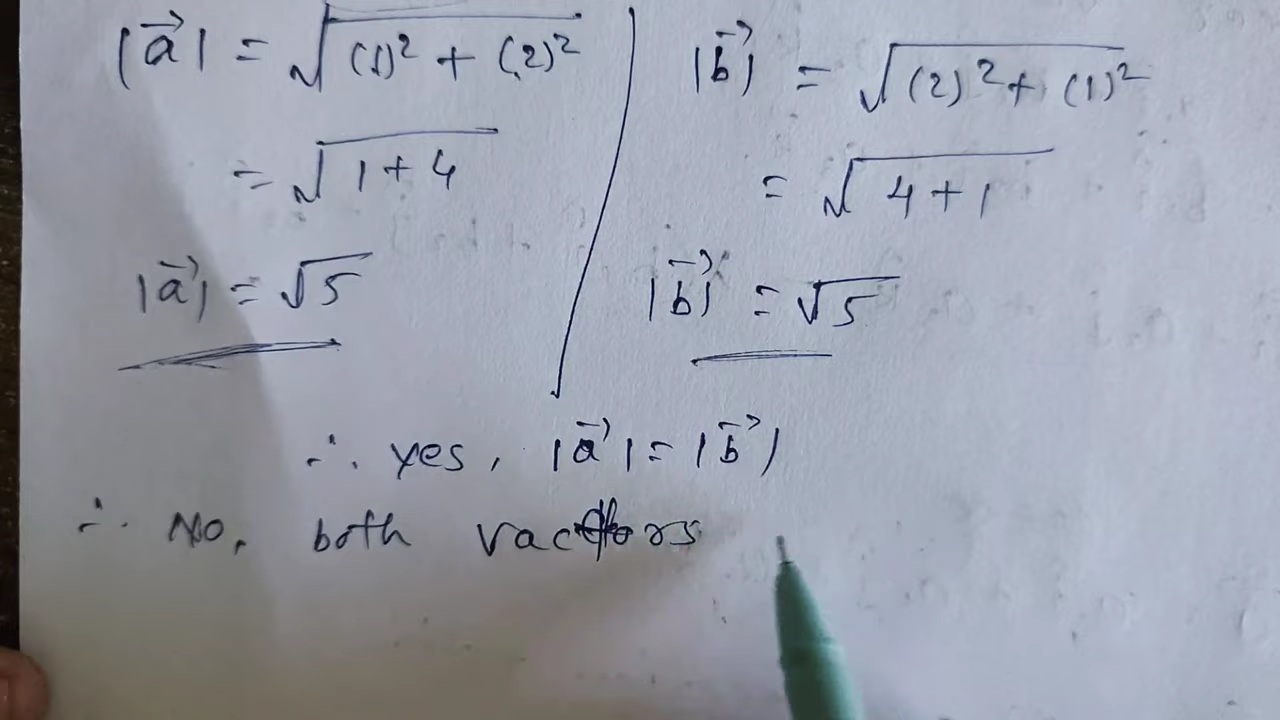 |a⃗| = √(1)² + (2)²
|b⃗| = √(2)² + (1)²
= √1 + 4
= √4 + 1
|a⃗| = √5
|b⃗| = √5
∴ yes, |a⃗| = |b⃗|
∴ No, both vactors